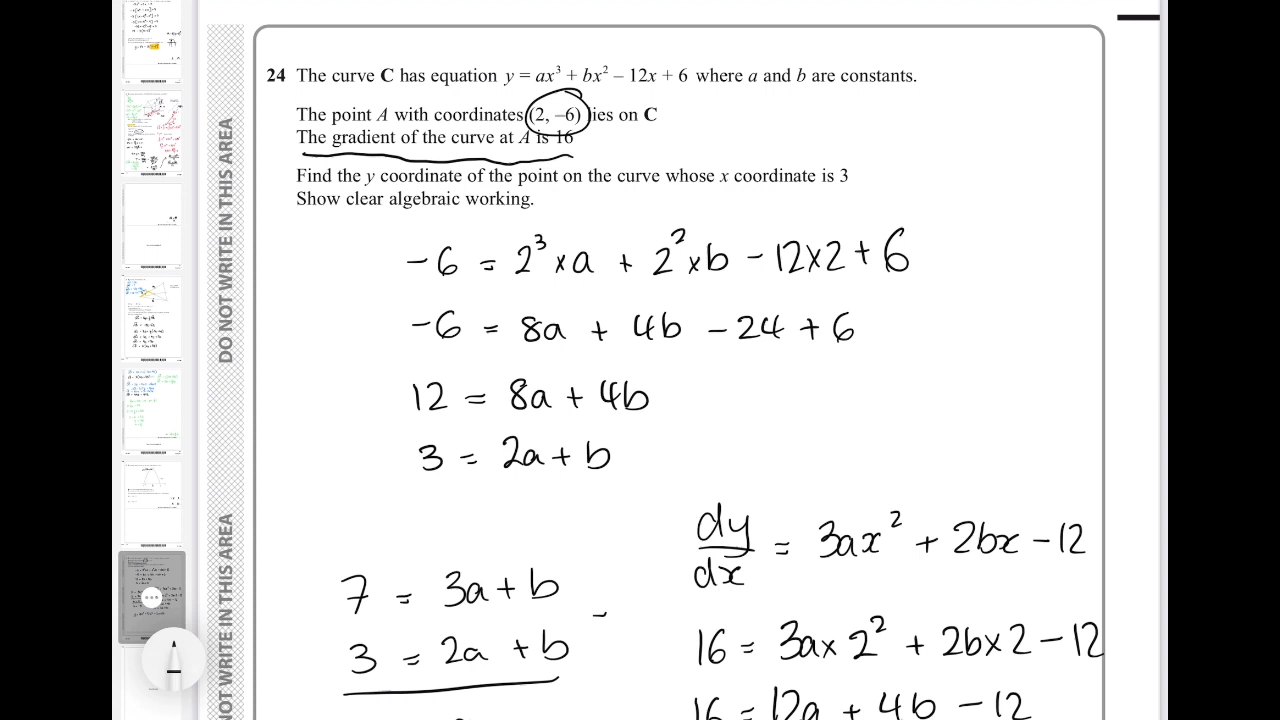 24 The curve C has equation y = ax³ + bx² – 12x + 6 where a and b are constants.
The point A with coordinates (2, –6) ies on C
The gradient of the curve at A is 16
Find the y coordinate of the point on the curve whose x coordinate is 3
Show clear algebraic working.
-6 = 2³ × a + 2² × b - 12 × 2 + 6
-6 = 8a + 4b - 24 + 6
12 = 8a + 4b
3 = 2a + b
dy/dx = 3ax² + 2bx - 12
7 = 3a + b
3 = 2a + b
-
16 = 3a × 2² + 2b × 2 - 12
16 = 12a + 4b - 12
DO NOT WRITE IN THIS AREA
NOT WRITE IN THIS AREA